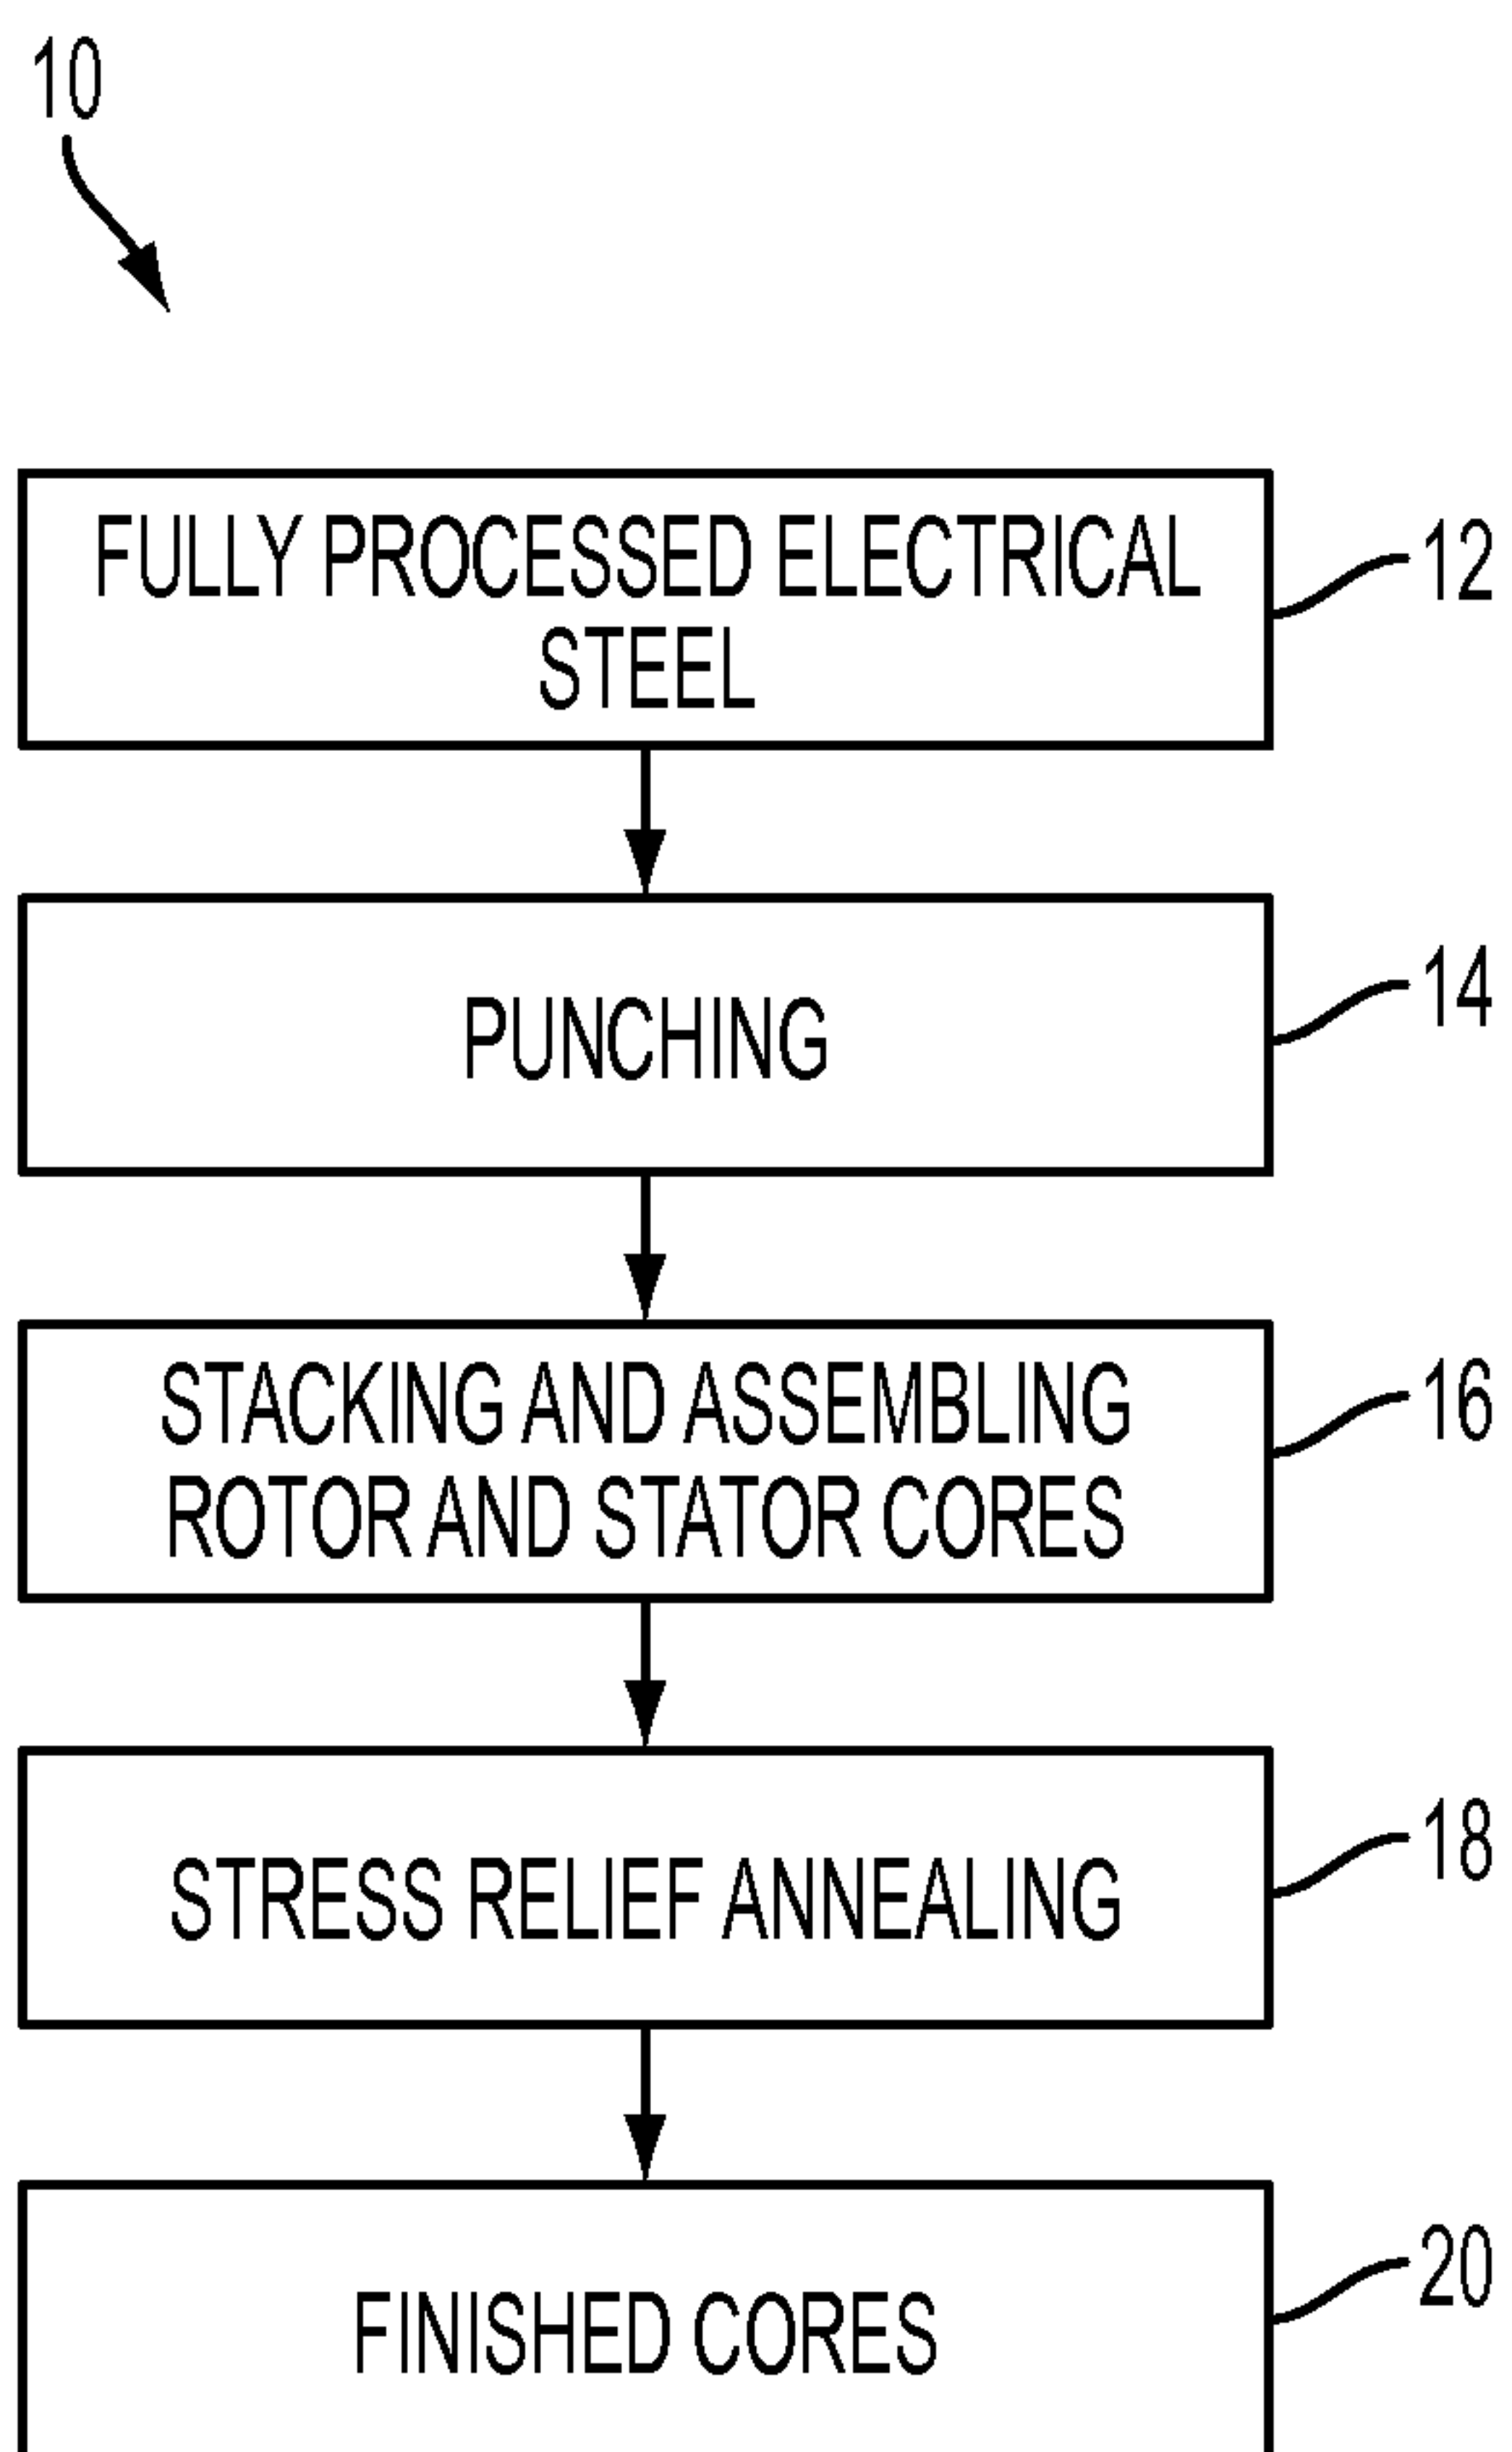 10
FULLY PROCESSED ELECTRICAL
STEEL
12
PUNCHING
14
STACKING AND ASSEMBLING
ROTOR AND STATOR CORES
16
STRESS RELIEF ANNEALING
18
FINISHED CORES
20